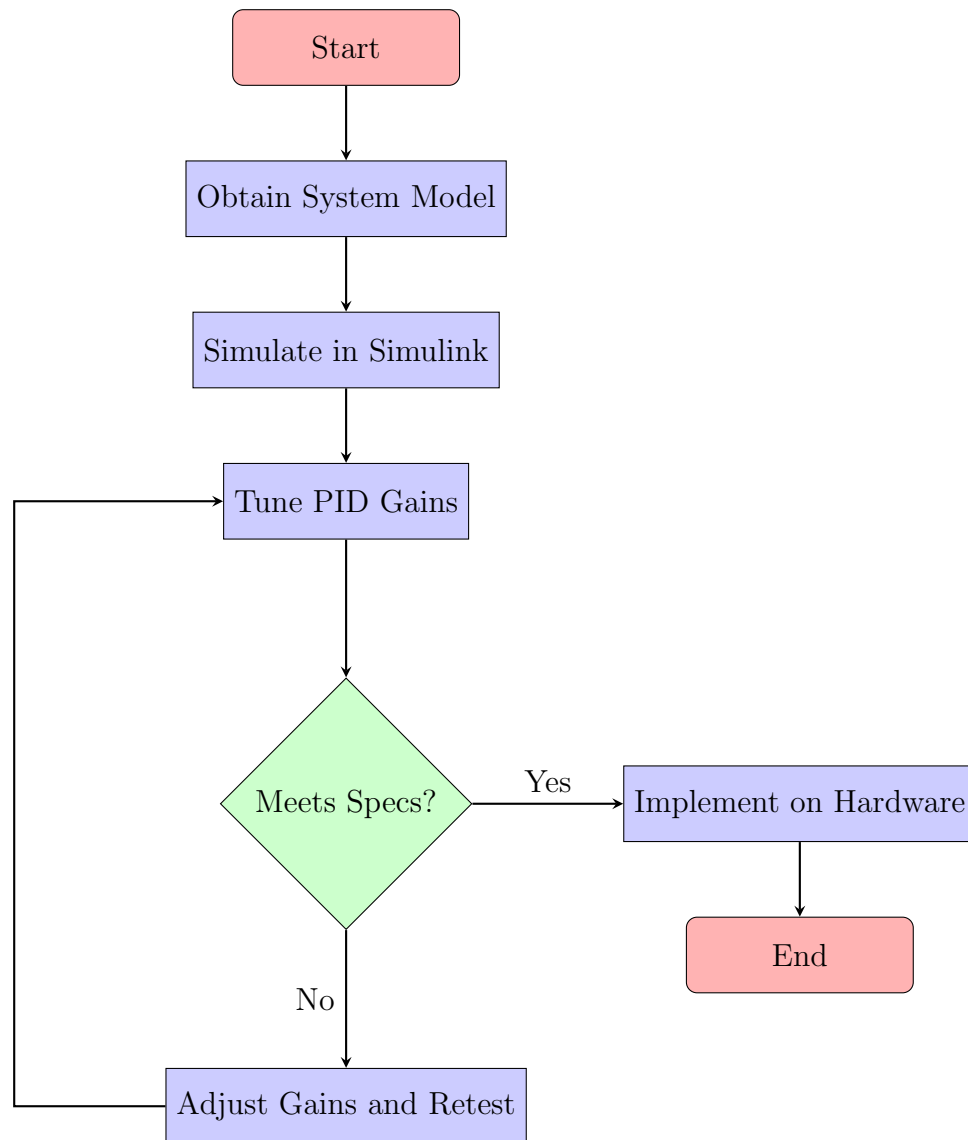 Start
Obtain System Model
Simulate in Simulink
Tune PID Gains
Meets Specs?
Yes
Implement on Hardware
End
No
Adjust Gains and Retest